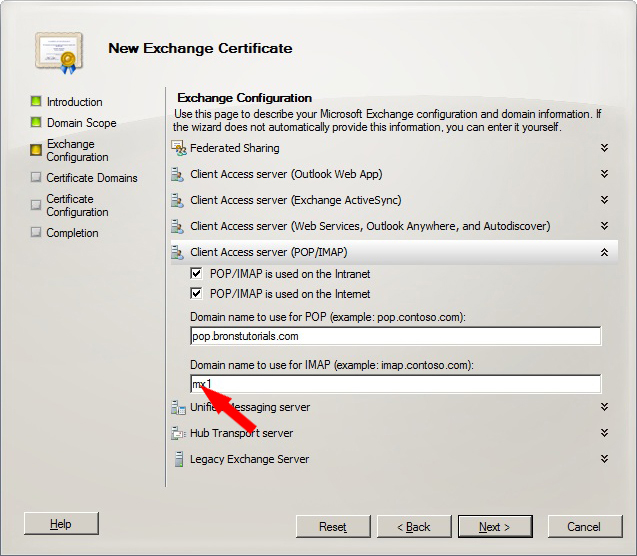 New Exchange Certificate
Introduction
Domain Scope
Exchange
Configuration
Certificate Domains
Certificate
Configuration
Completion
Exchange Configuration
Use this page to describe your Microsoft Exchange configuration and domain information. If
the wizard does not automatically provide this information, you can enter it yourself.
Federated Sharing
Client Access server (Outlook Web App)
Client Access server (Exchange ActiveSync)
Client Access server (Web Services, Outlook Anywhere, and Autodiscover)
Client Access server (POP/IMAP)
POP/IMAP is used on the Intranet
POP/IMAP is used on the Internet
Domain name to use for POP (example: pop.contoso.com):
pop.bronstutorials.com
Domain name to use for IMAP (example: imap.contoso.com):
mx1
Unified Messaging server
Hub Transport server
Legacy Exchange Server
Help
Reset
< Back
Next >
Cancel